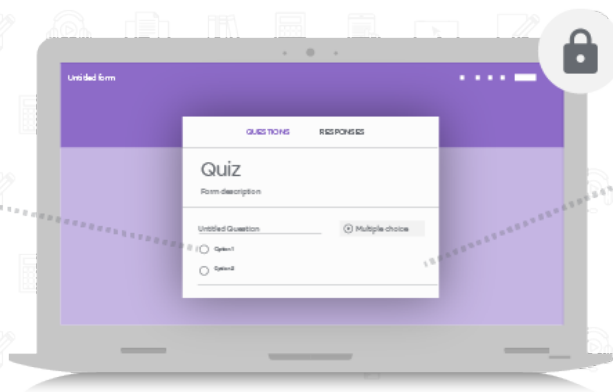 Untitled form
QUESTIONS RESPONSES
Quiz
Form description
Untitled Question Multiple choice
Option 1
Option 2